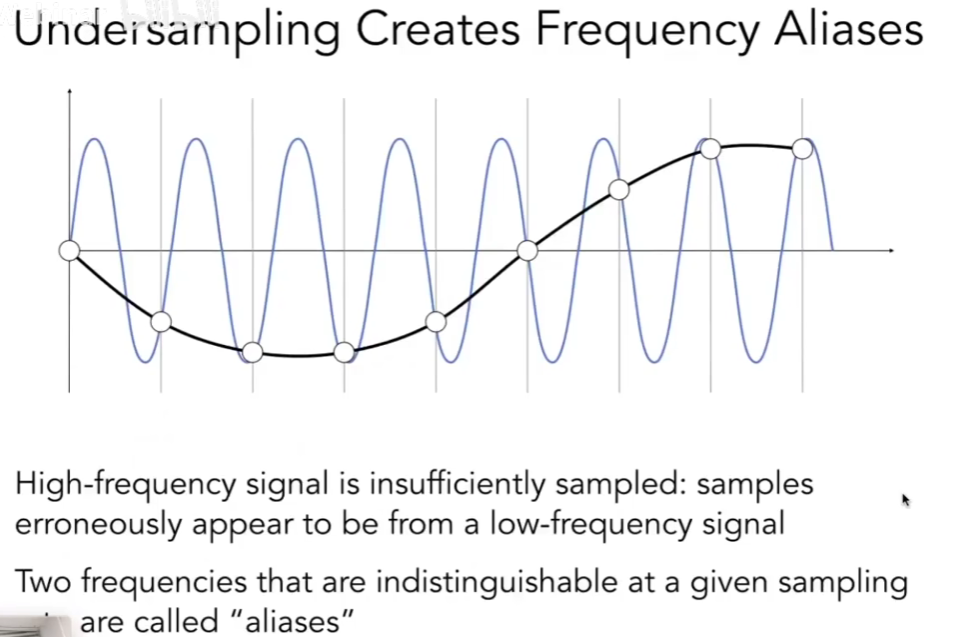 Undersampling Creates Frequency Aliases
High-frequency signal is insufficiently sampled: samples
erroneously appear to be from a low-frequency signal
Two frequencies that are indistinguishable at a given sampling
are called “aliases”